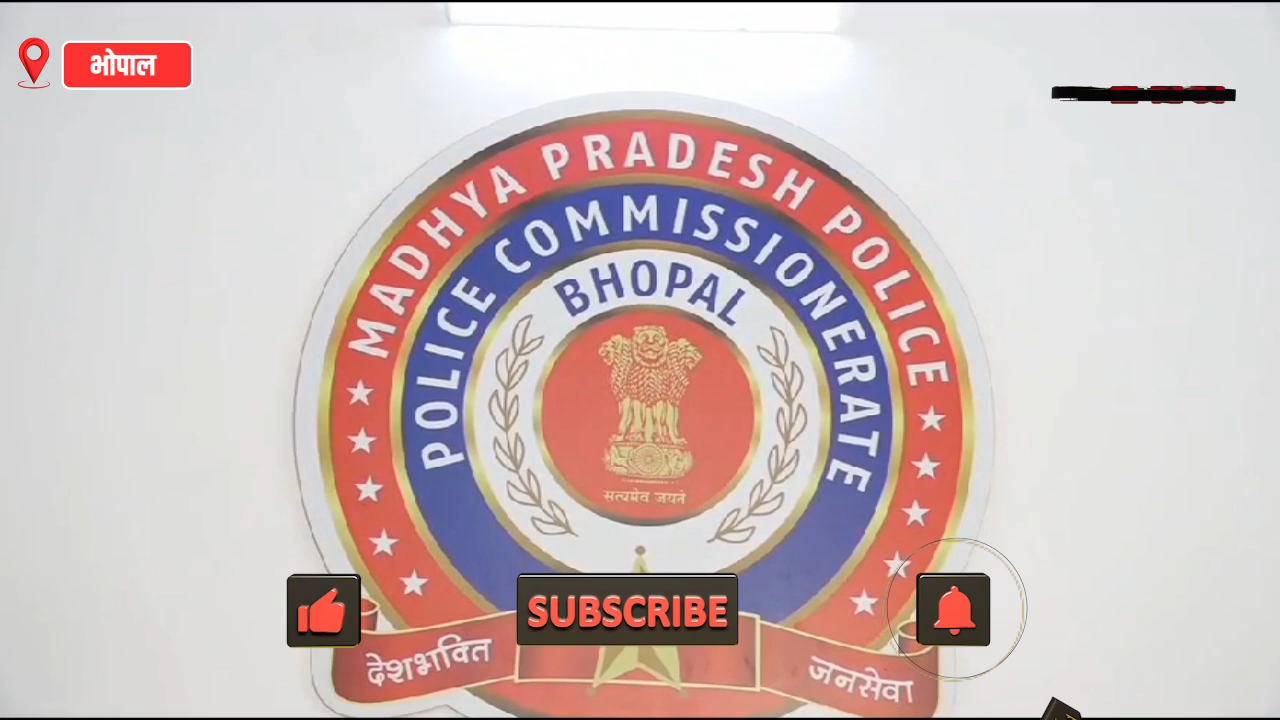 भोपाल
MADHYA PRADESH POLICE
POLICE COMMISSIONERATE
BHOPAL
सत्यमेव जयते
SUBSCRIBE
देशभक्ति
जनसेवा